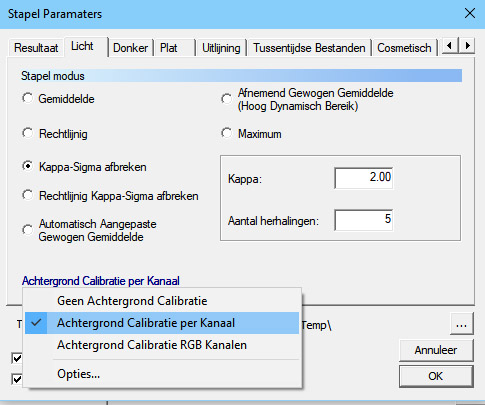 Stapel Paramaters
Resultaat Licht Donker Plat Uitlijning Tussentijdse Bestanden Cosmetisch
Stapel modus
Gemiddelde
Afnemend Gewogen Gemiddelde
(Hoog Dynamisch Bereik)
Rechtlijnig
Maximum
Kappa-Sigma afbreken
Kappa: 2.00
Rechtlijnig Kappa-Sigma afbreken
Aantal herhalingen: 5
Automatisch Aangepaste
Gewogen Gemiddelde
Achtergrond Calibratie per Kanaal
Geen Achtergrond Calibratie
Achtergrond Calibratie per Kanaal
Temp\
...
Achtergrond Calibratie RGB Kanalen
Annuleer
Opties...
OK